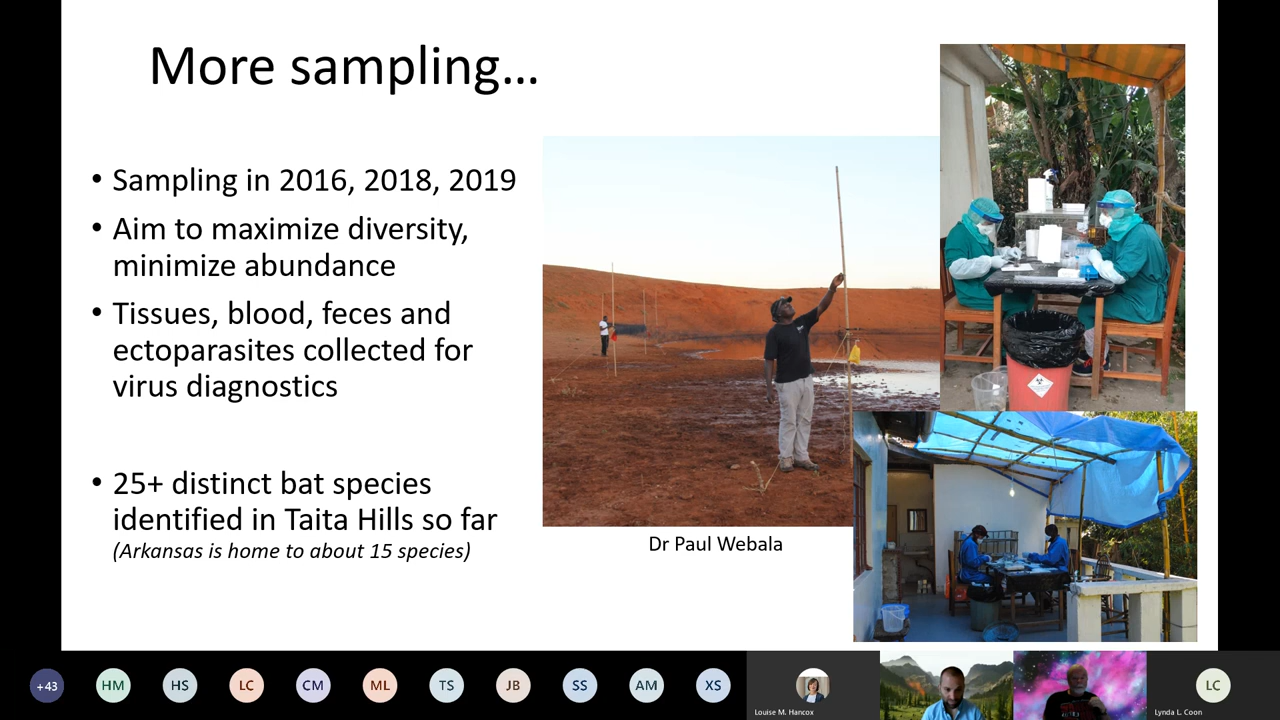 More sampling...
• Sampling in 2016, 2018, 2019
• Aim to maximize diversity,
minimize abundance
• Tissues, blood, feces and
ectoparasites collected for
virus diagnostics
• 25+ distinct bat species
identified in Taita Hills so far
(Arkansas is home to about 15 species)
Dr Paul Webala
+43
HM
HS
LC
CM
ML
TS
JB
SS
AM
XS
Louise M. Hancox
LC
Lynda L. Coon